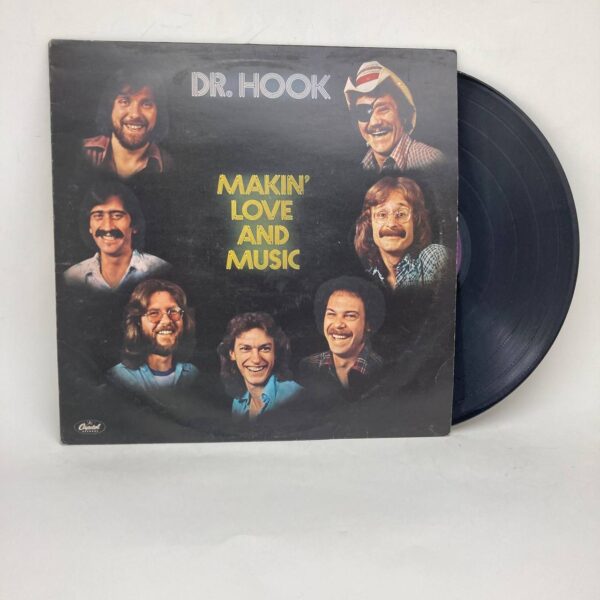 DR. HOOK
MAKIN'
LOVE
AND
MUSIC
Capitol